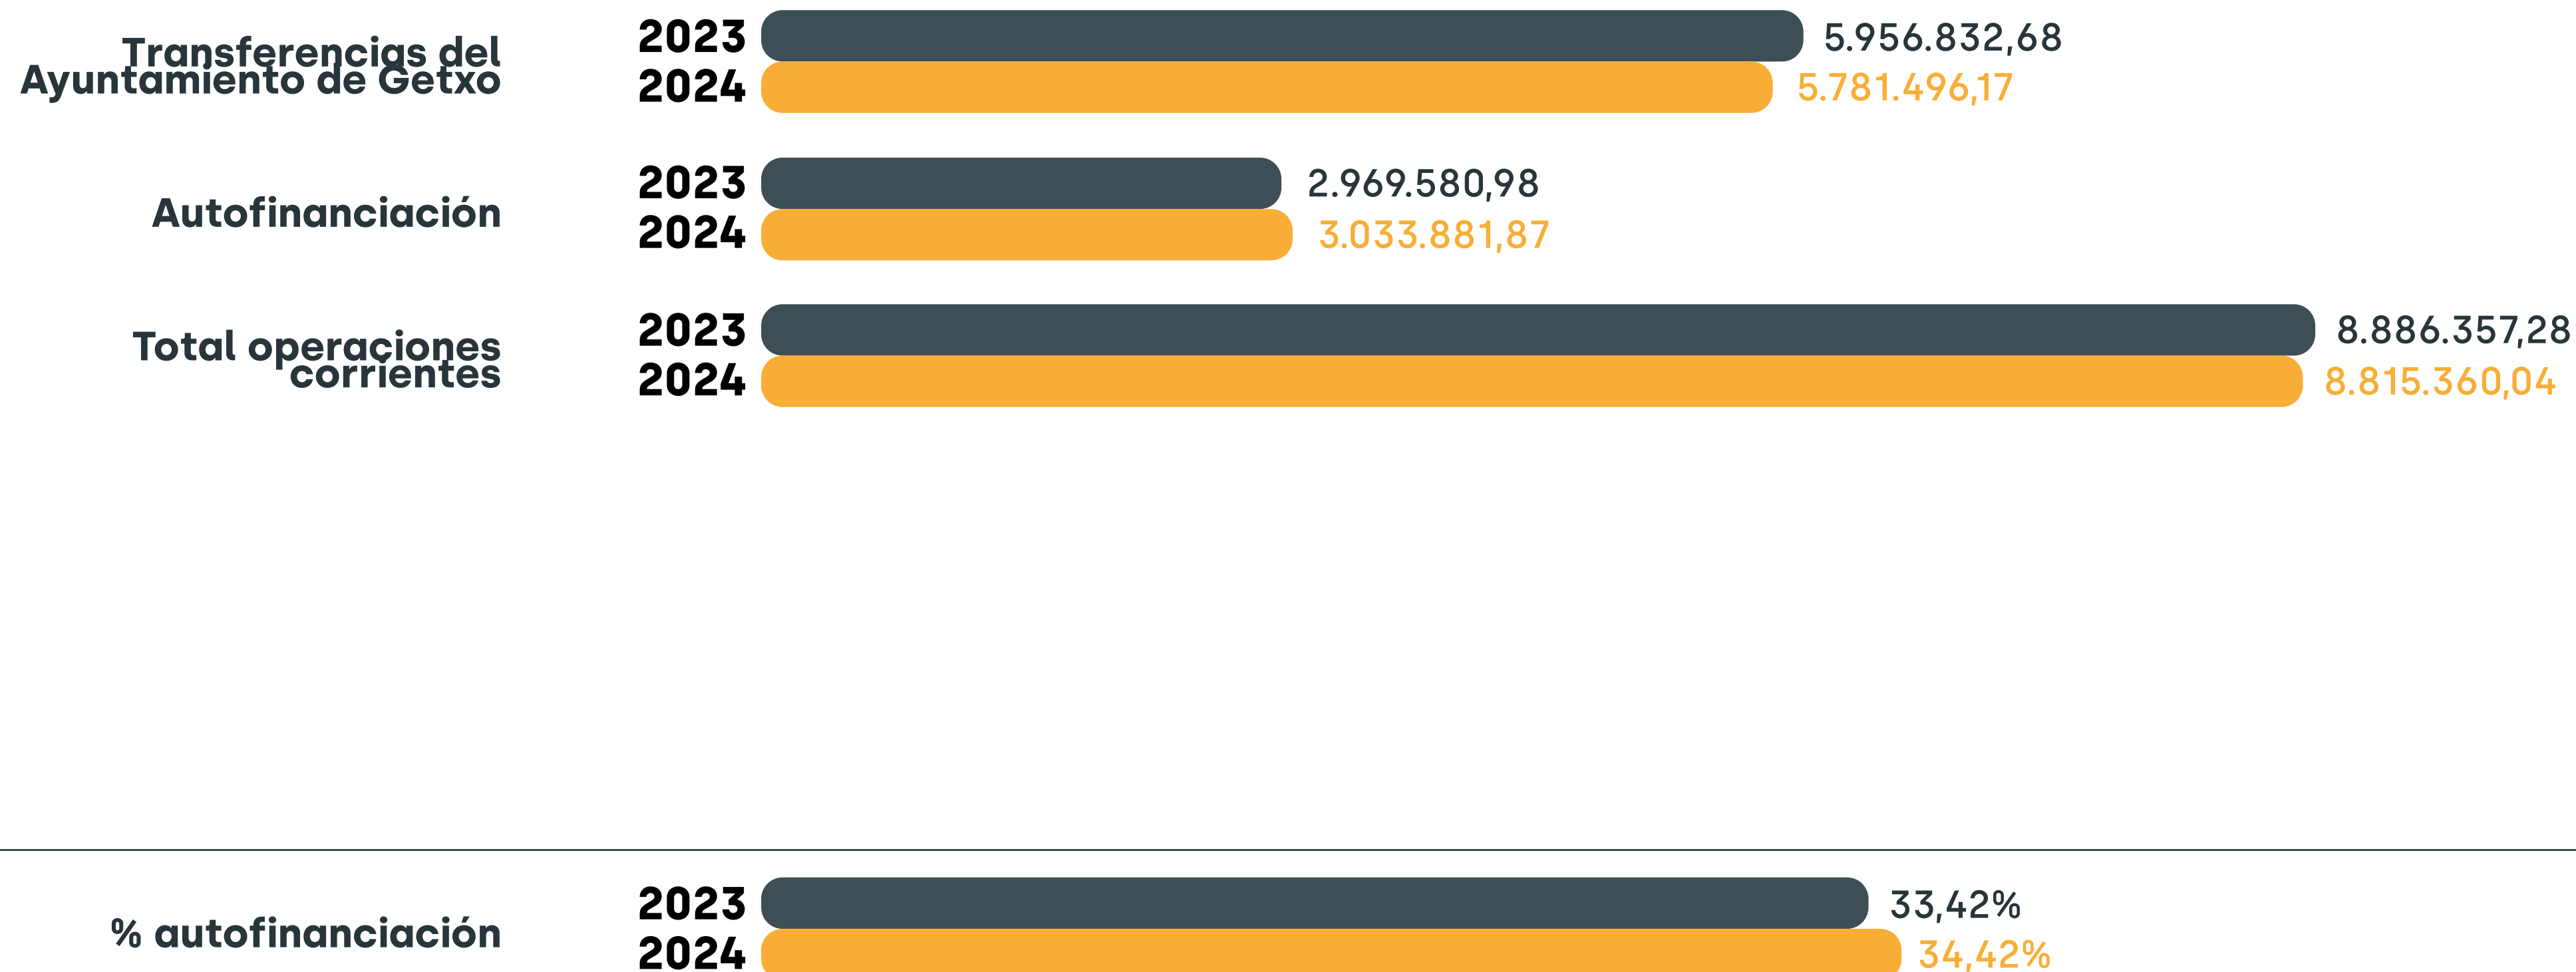 Transferencias del
Ayuntamiento de Getxo
2023 5.956.832,68
2024 5.781.496,17
Autofinanciación
2023 2.969.580,98
2024 3.033.881,87
Total operaciones
corrientes
2023 8.886.357,28
2024 8.815.360,04
% autofinanciación
2023 33,42%
2024 34,42%